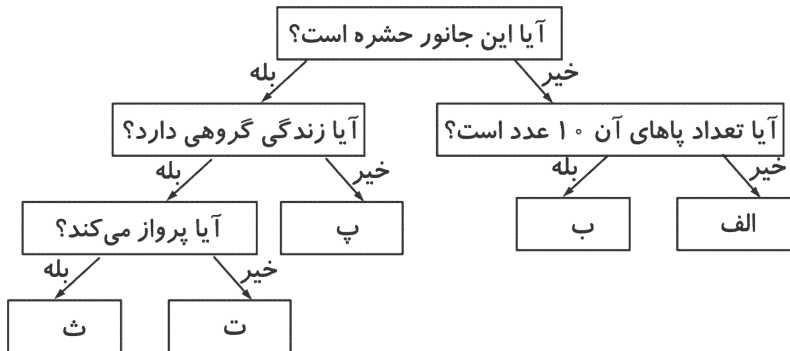 آیا این جانور حشره است؟
خیر
بله
آیا تعداد پاهای آن ۱۰ عدد است؟
آیا زندگی گروهی دارد؟
خیر
بله
خیر
بله
الف
ب
پ
آیا پرواز می‌کند؟
خیر
بله
ت
ث